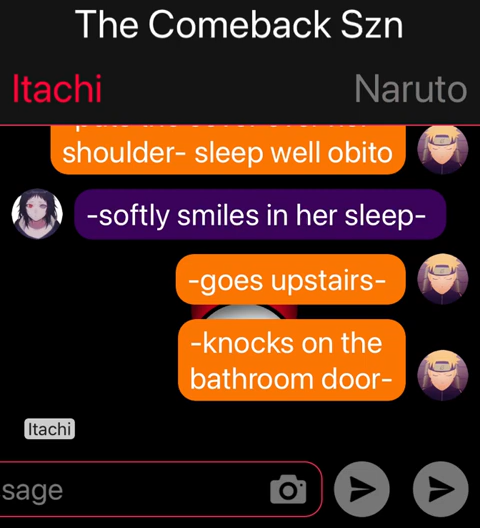 The Comeback Szn
Itachi
Naruto
shoulder- sleep well obito
-softly smiles in her sleep-
-goes upstairs-
-knocks on the
bathroom door-
Itachi
sage